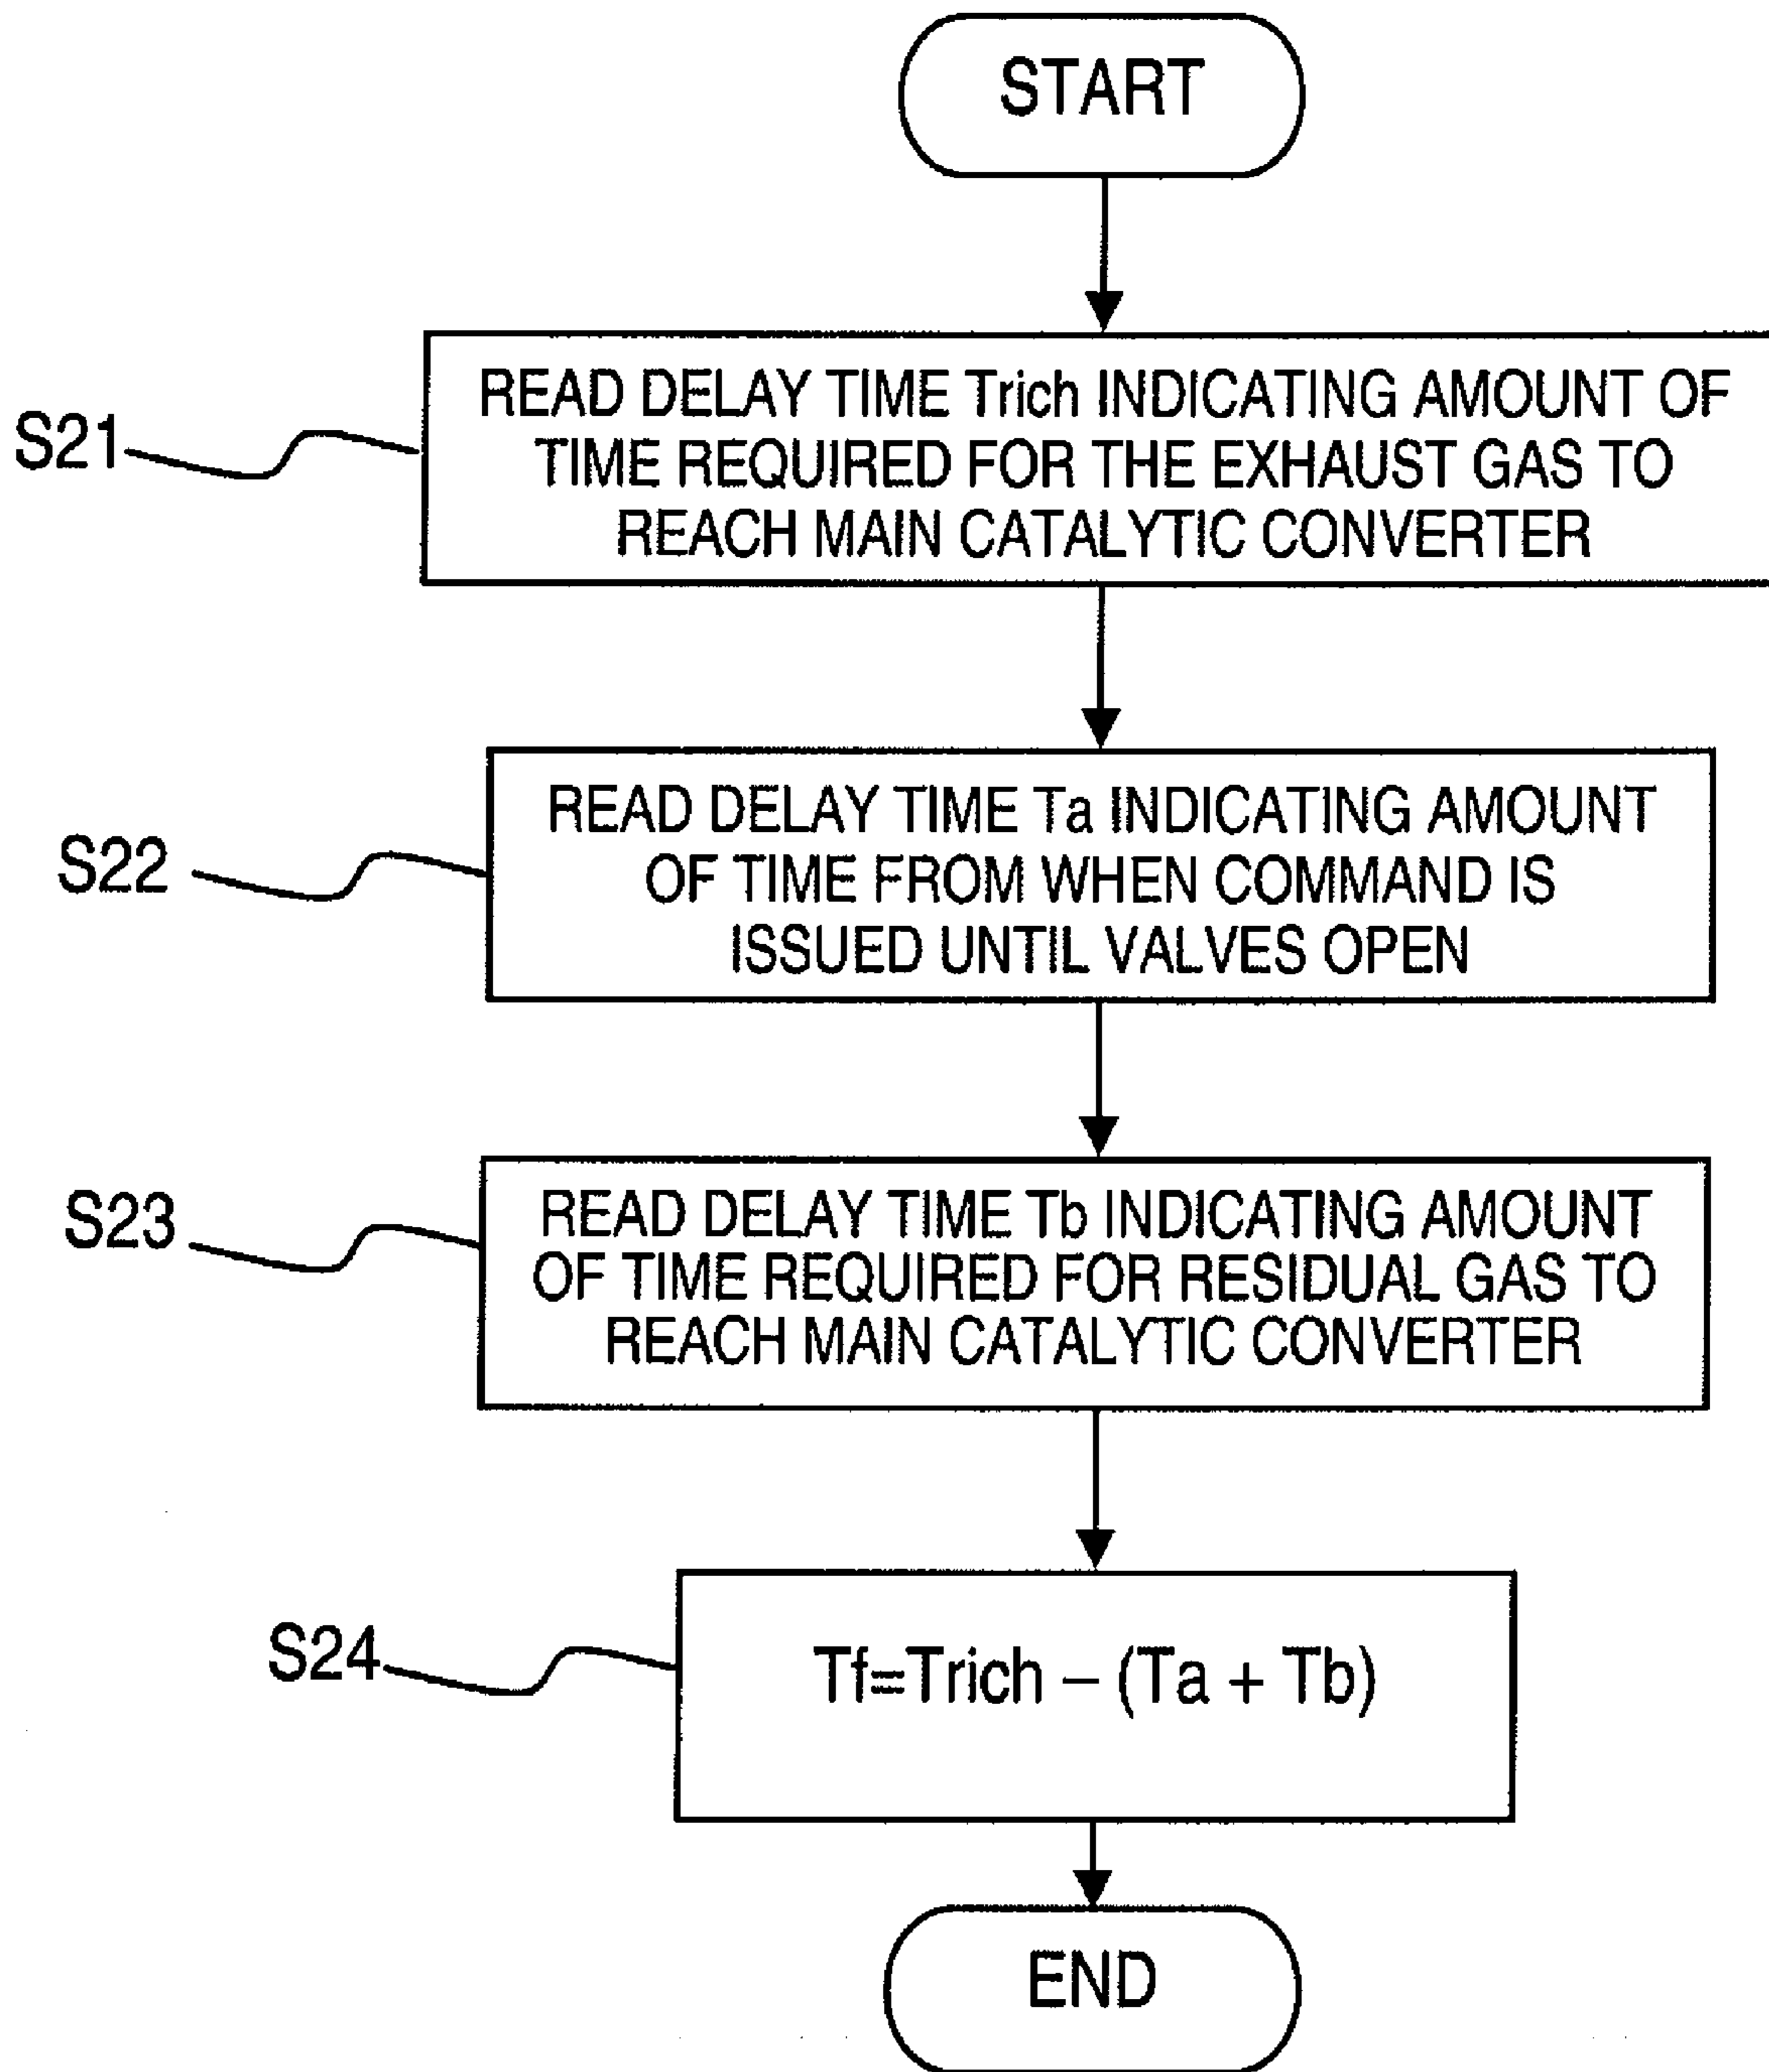 START
S21
READ DELAY TIME Trich INDICATING AMOUNT OF
TIME REQUIRED FOR THE EXHAUST GAS TO
REACH MAIN CATALYTIC CONVERTER
S22
READ DELAY TIME Ta INDICATING AMOUNT
OF TIME FROM WHEN COMMAND IS
ISSUED UNTIL VALVES OPEN
S23
READ DELAY TIME Tb INDICATING AMOUNT
OF TIME REQUIRED FOR RESIDUAL GAS TO
REACH MAIN CATALYTIC CONVERTER
S24
Tf=Trich – (Ta + Tb)
END